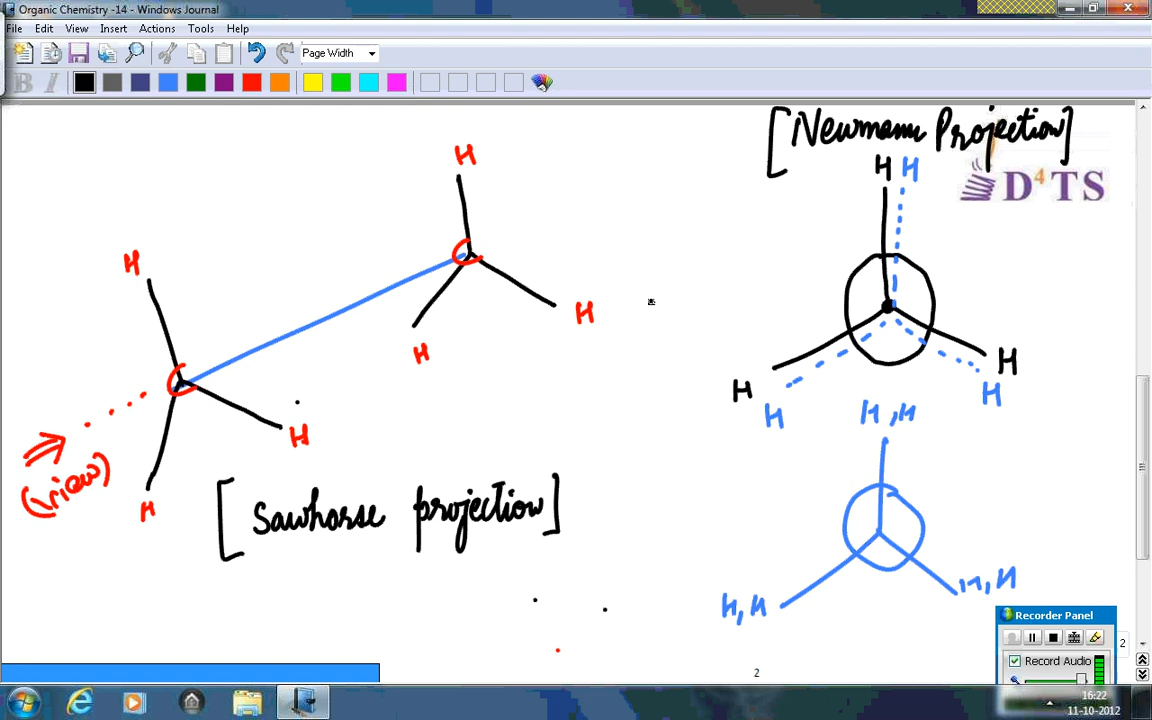 Organic Chemistry -14 - Windows Journal
File Edit View Insert Actions Tools Help
Page Width
B I
[Newmann Projection]
D4TS
H H
H
H
H
H
H
H
H
H
H
H
H
(view)
[Sawhorse projection]
H,H
H,H
H,H
2
Recorder Panel
Record Audio
2
16:22
11-10-2012